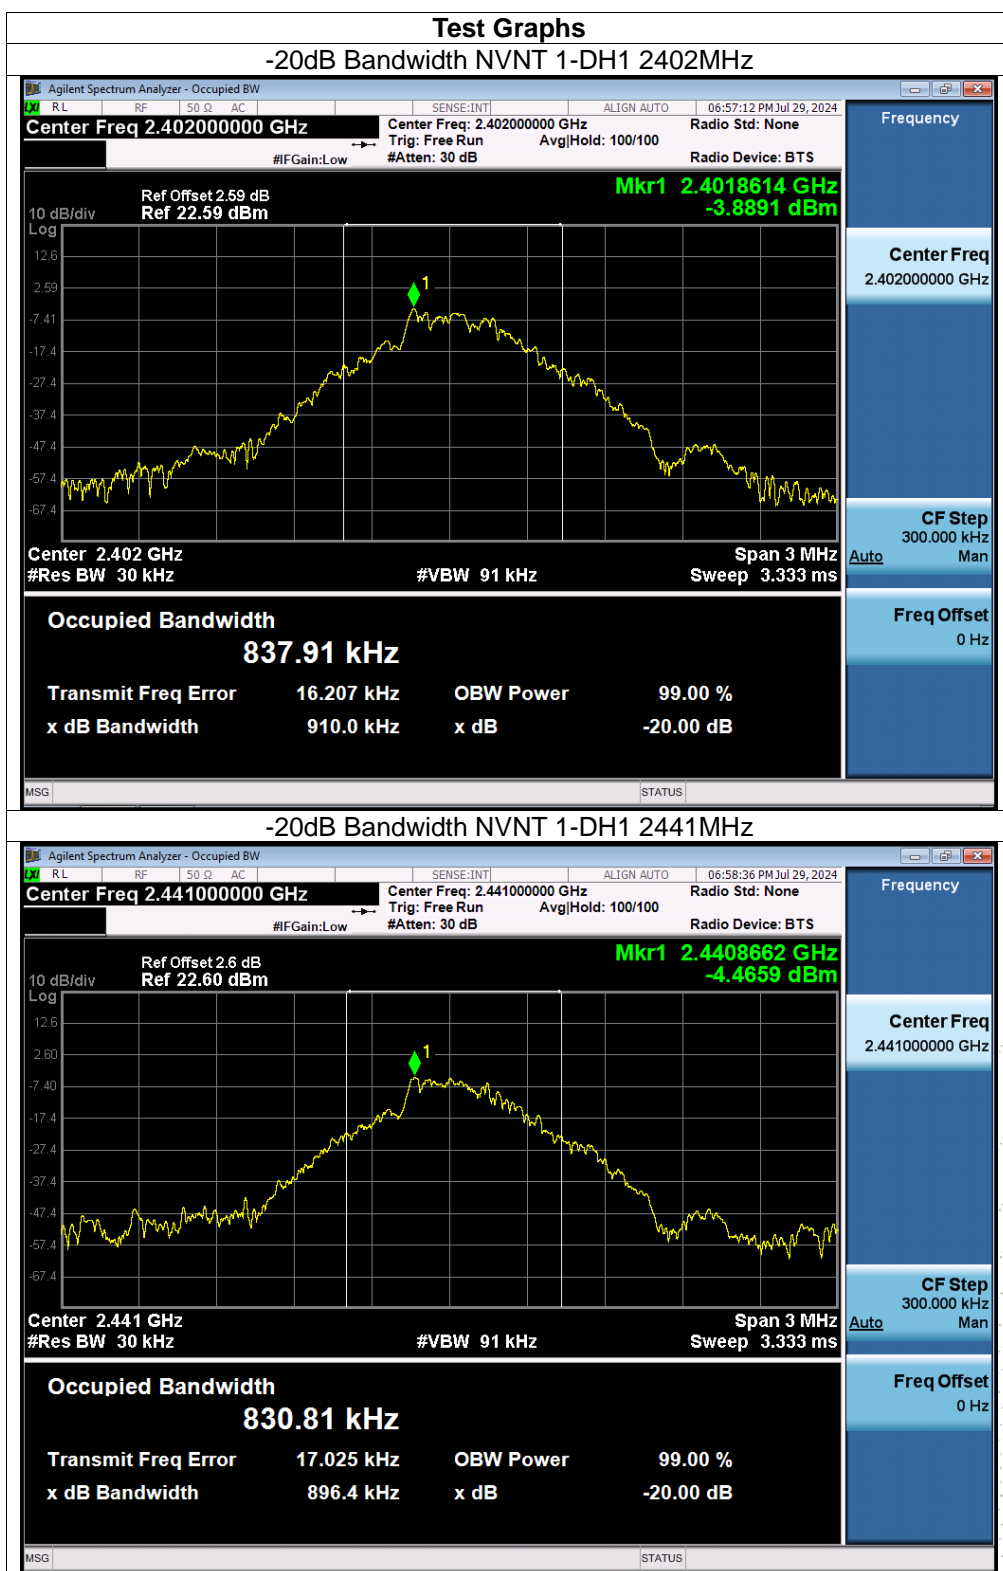 Test Graphs
-20dB Bandwidth NVNT 1-DH1 2402MHz
Agilent Spectrum Analyzer - Occupied BW
LXI RL RF 50 Ω AC SENSE:INT ALIGN AUTO 06:57:12 PM Jul 29, 2024
Center Freq 2.402000000 GHz
Center Freq: 2.402000000 GHz
Radio Std: None
Trig: Free Run Avg|Hold: 100/100
#IFGain:Low
#Atten: 30 dB
Radio Device: BTS
Frequency
Mkr1 2.4018614 GHz
-3.8891 dBm
Ref Offset 2.59 dB
10 dB/div Ref 22.59 dBm
Log
12.6
2.59
-7.41
-17.4
-27.4
-37.4
-47.4
-57.4
-67.4
1
Center Freq
2.402000000 GHz
CF Step
300.000 kHz
Auto Man
Center 2.402 GHz Span 3 MHz
#Res BW 30 kHz #VBW 91 kHz Sweep 3.333 ms
Freq Offset
0 Hz
Occupied Bandwidth
837.91 kHz
Transmit Freq Error 16.207 kHz OBW Power 99.00 %
x dB Bandwidth 910.0 kHz x dB -20.00 dB
MSG STATUS
-20dB Bandwidth NVNT 1-DH1 2441MHz
Agilent Spectrum Analyzer - Occupied BW
LXI RL RF 50 Ω AC SENSE:INT ALIGN AUTO 06:58:36 PM Jul 29, 2024
Center Freq 2.441000000 GHz
Center Freq: 2.441000000 GHz
Radio Std: None
Trig: Free Run Avg|Hold: 100/100
#IFGain:Low
#Atten: 30 dB
Radio Device: BTS
Frequency
Mkr1 2.4408662 GHz
-4.4659 dBm
Ref Offset 2.6 dB
10 dB/div Ref 22.60 dBm
Log
12.6
2.60
-7.40
-17.4
-27.4
-37.4
-47.4
-57.4
-67.4
1
Center Freq
2.441000000 GHz
CF Step
300.000 kHz
Auto Man
Center 2.441 GHz Span 3 MHz
#Res BW 30 kHz #VBW 91 kHz Sweep 3.333 ms
Freq Offset
0 Hz
Occupied Bandwidth
830.81 kHz
Transmit Freq Error 17.025 kHz OBW Power 99.00 %
x dB Bandwidth 896.4 kHz x dB -20.00 dB
MSG STATUS